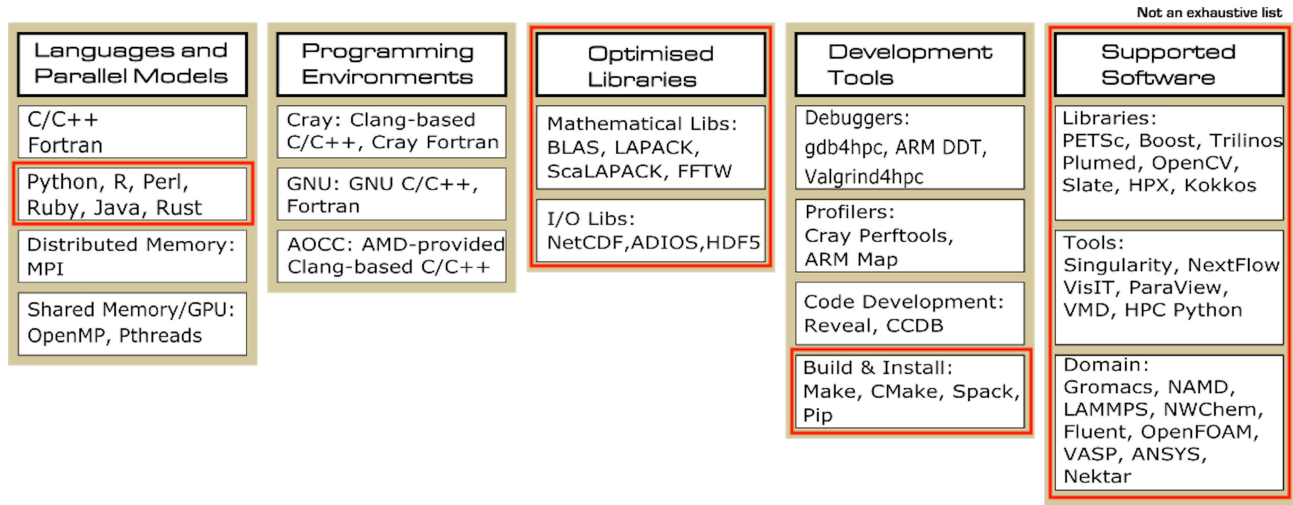 Not an exhaustive list
Languages and
Parallel Models
C/C++
Fortran
Python, R, Perl,
Ruby, Java, Rust
Distributed Memory:
MPI
Shared Memory/GPU:
OpenMP, Pthreads
Programming
Environments
Cray: Clang-based
C/C++, Cray Fortran
GNU: GNU C/C++,
Fortran
AOCC: AMD-provided
Clang-based C/C++
Optimised
Libraries
Mathematical Libs:
BLAS, LAPACK,
ScaLAPACK, FFTW
I/O Libs:
NetCDF,ADIOS,HDF5
Development
Tools
Debuggers:
gdb4hpc, ARM DDT,
Valgrind4hpc
Profilers:
Cray Perftools,
ARM Map
Code Development:
Reveal, CCDB
Build & Install:
Make, CMake, Spack,
Pip
Supported
Software
Libraries:
PETSc, Boost, Trilinos
Plumed, OpenCV,
Slate, HPX, Kokkos
Tools:
Singularity, NextFlow
VisIT, ParaView,
VMD, HPC Python
Domain:
Gromacs, NAMD,
LAMMPS, NWChem,
Fluent, OpenFOAM,
VASP, ANSYS,
Nektar